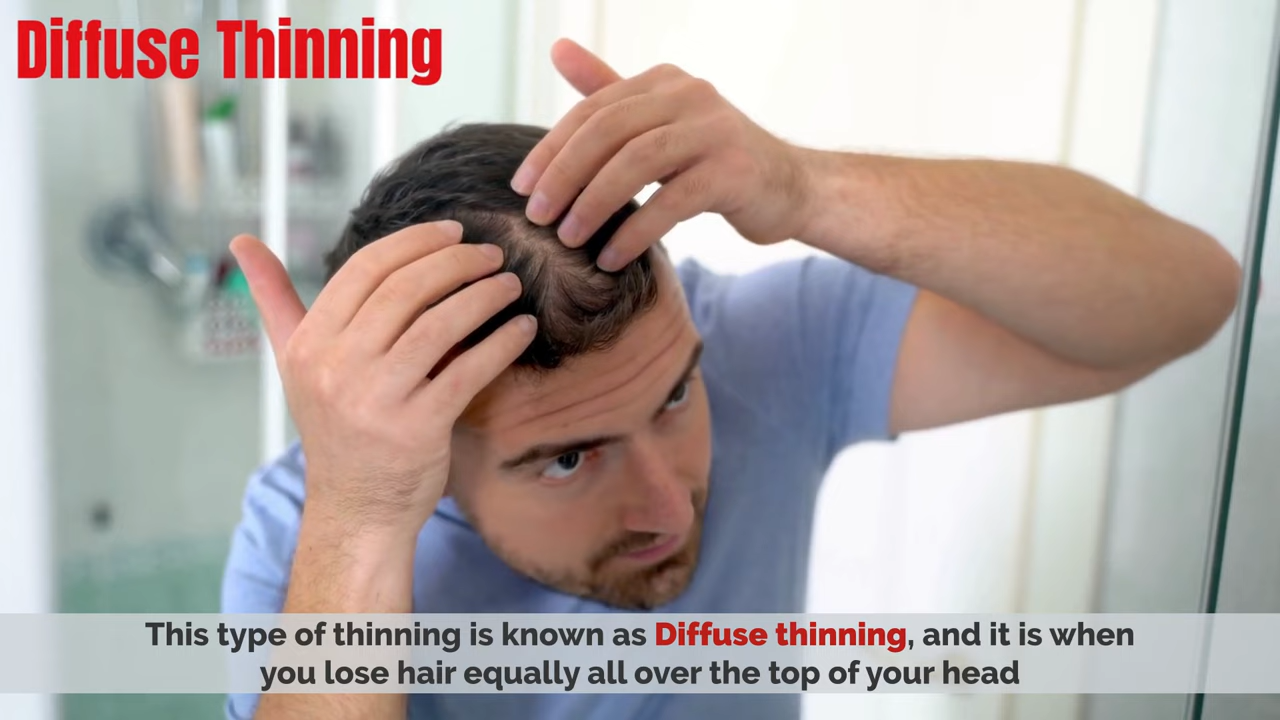 Diffuse Thinning
This type of thinning is known as Diffuse thinning, and it is when
you lose hair equally all over the top of your head